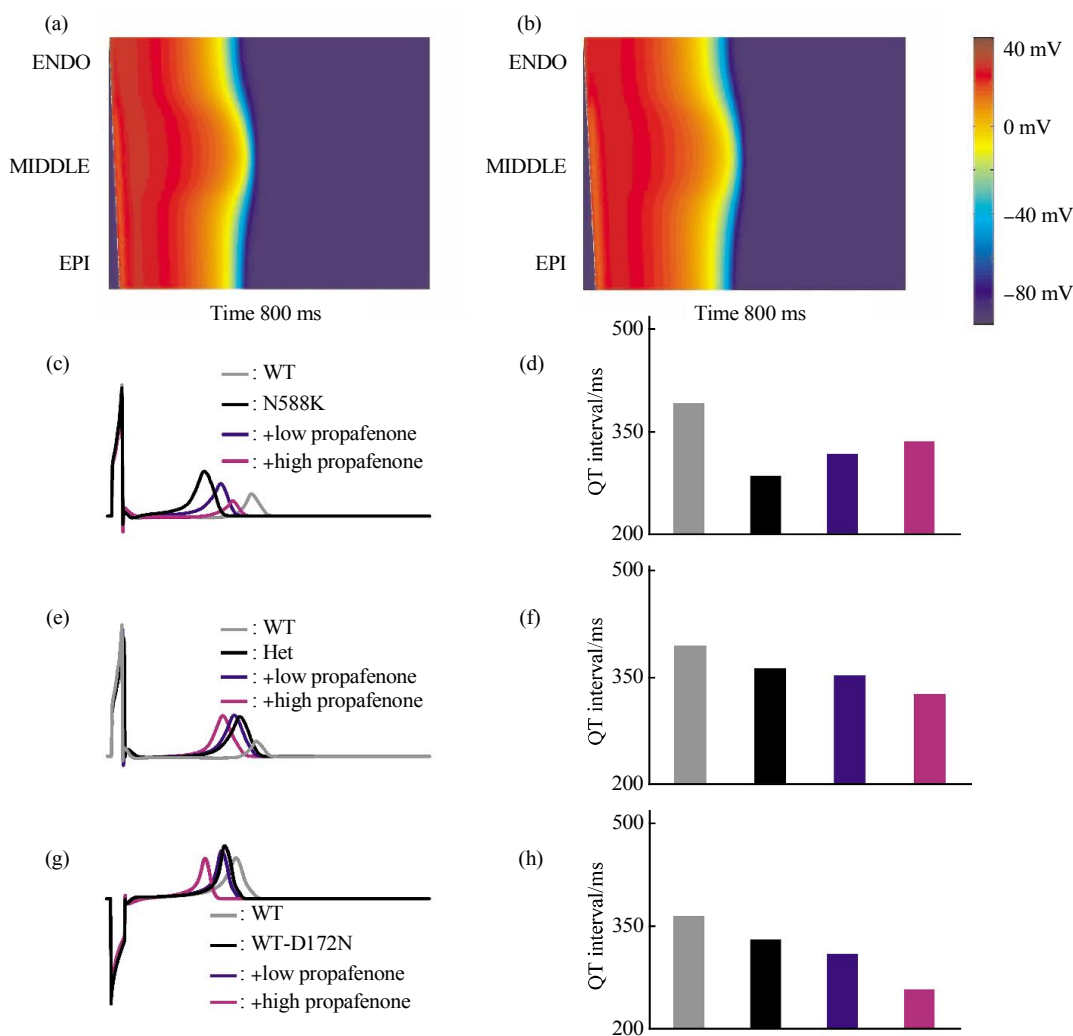 (a)
(b)
ENDO
MIDDLE
EPI
Time 800 ms
ENDO
MIDDLE
EPI
Time 800 ms
40 mV
0 mV
−40 mV
−80 mV
(c)
: WT
: N588K
: +low propafenone
: +high propafenone
(d)
QT interval/ms
500
350
200
(e)
: WT
: Het
: +low propafenone
: +high propafenone
(f)
QT interval/ms
500
350
200
(g)
: WT
: WT-D172N
: +low propafenone
: +high propafenone
(h)
QT interval/ms
500
350
200